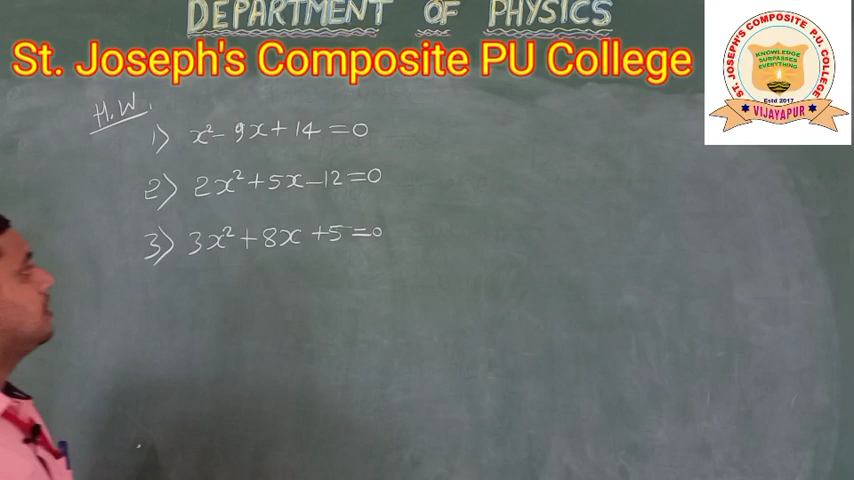 DEPARTMENT OF PHYSICS
St. Joseph's Composite PU College
ST. JOSEPH'S COMPOSITE P.U. COLLEGE
KNOWLEDGE
SURPASSES
EVERYTHING
Estd 2017
VIJAYAPUR
H.W.
1) x² - 9x + 14 = 0
2) 2x² + 5x - 12 = 0
3) 3x² + 8x + 5 = 0